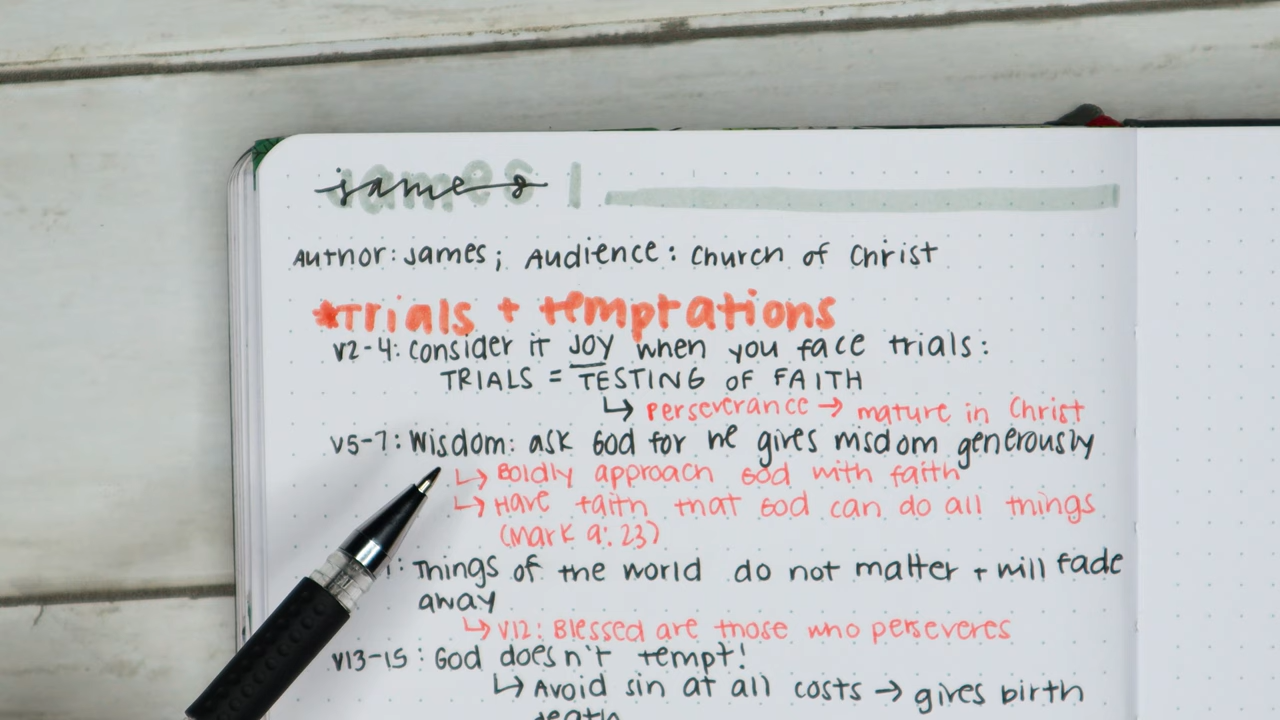 james 1
Author: James; Audience: Church of Christ
*Trials + temptations
v2-4: consider it JOY when you face trials:
TRIALS = TESTING OF FAITH
↳ perseverance → mature in Christ
v5-7: Wisdom: ask God for he gives wisdom generously
↳ Boldly approach God with faith
↳ Have faith that God can do all things
(Mark 9:23)
: Things of the world do not matter + will fade
away
↳ v12: Blessed are those who perseveres
v13-15: God doesn't tempt!
↳ Avoid sin at all costs → gives birth
death